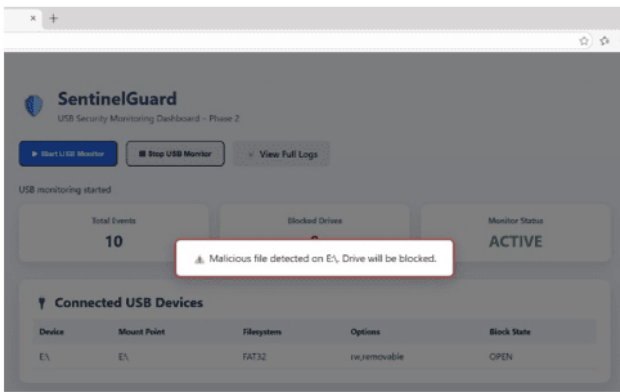 SentinelGuard
USB Security Monitoring Dashboard – Phase 2
Start USB Monitor Stop USB Monitor View Full Logs
USB monitoring started
Total Events Blocked Drives Monitor Status
10 ACTIVE
Malicious file detected on E:\, Drive will be blocked.
Connected USB Devices
Device Mount Point Filesystem Options Block State
E:\ E:\ FAT32 rw,removable OPEN